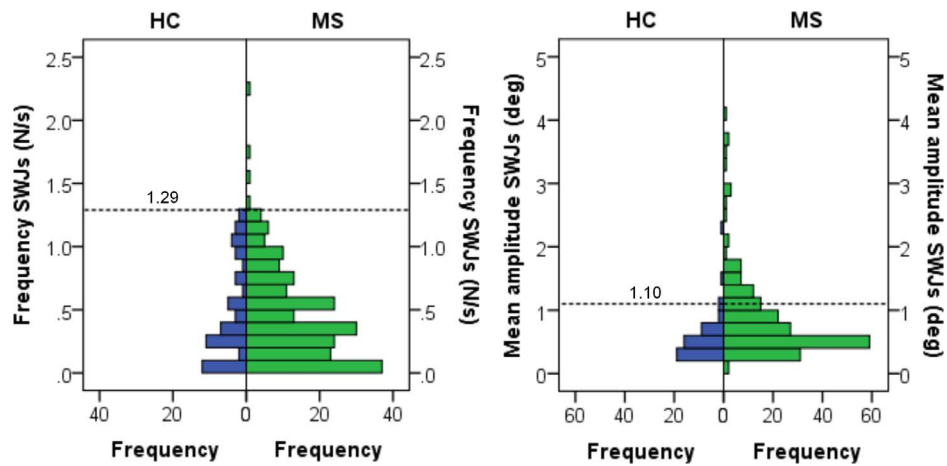 HC MS
2.5 2.5
2.0 2.0
1.5 1.5
1.29
1.0 1.0
.5 .5
.0 .0
40 20 0 20 40
Frequency Frequency
Frequency SWJs (N/s)
Frequency SWJs (N/s)
HC MS
5 5
4 4
3 3
2 2
1.10
1 1
0 0
60 40 20 0 20 40 60
Frequency Frequency
Mean amplitude SWJs (deg)
Mean amplitude SWJs (deg)